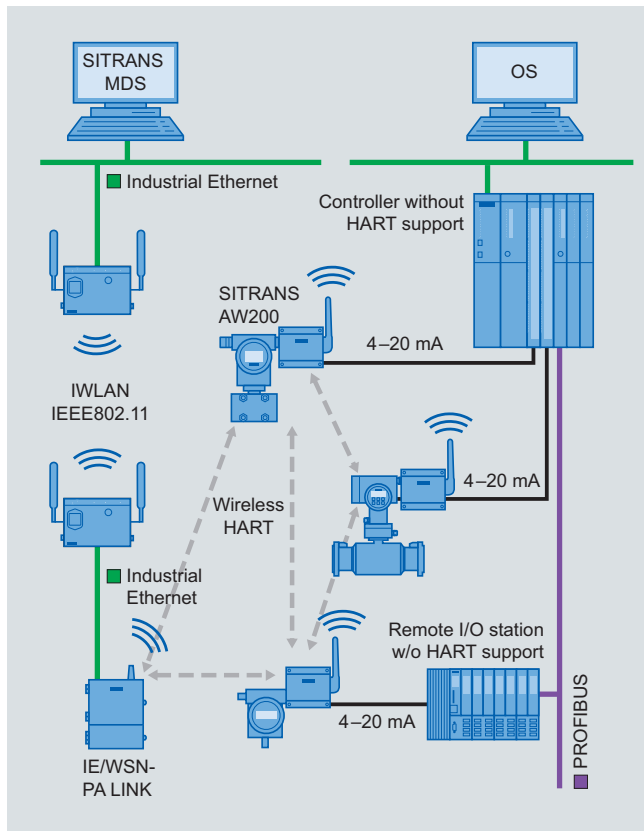 SITRANS
MDS
OS
Industrial Ethernet
Controller without
HART support
SITRANS
AW200
4–20 mA
IWLAN
IEEE802.11
4–20 mA
Wireless
HART
Industrial
Ethernet
Remote I/O station
w/o HART support
4–20 mA
IE/WSN-
PA LINK
PROFIBUS